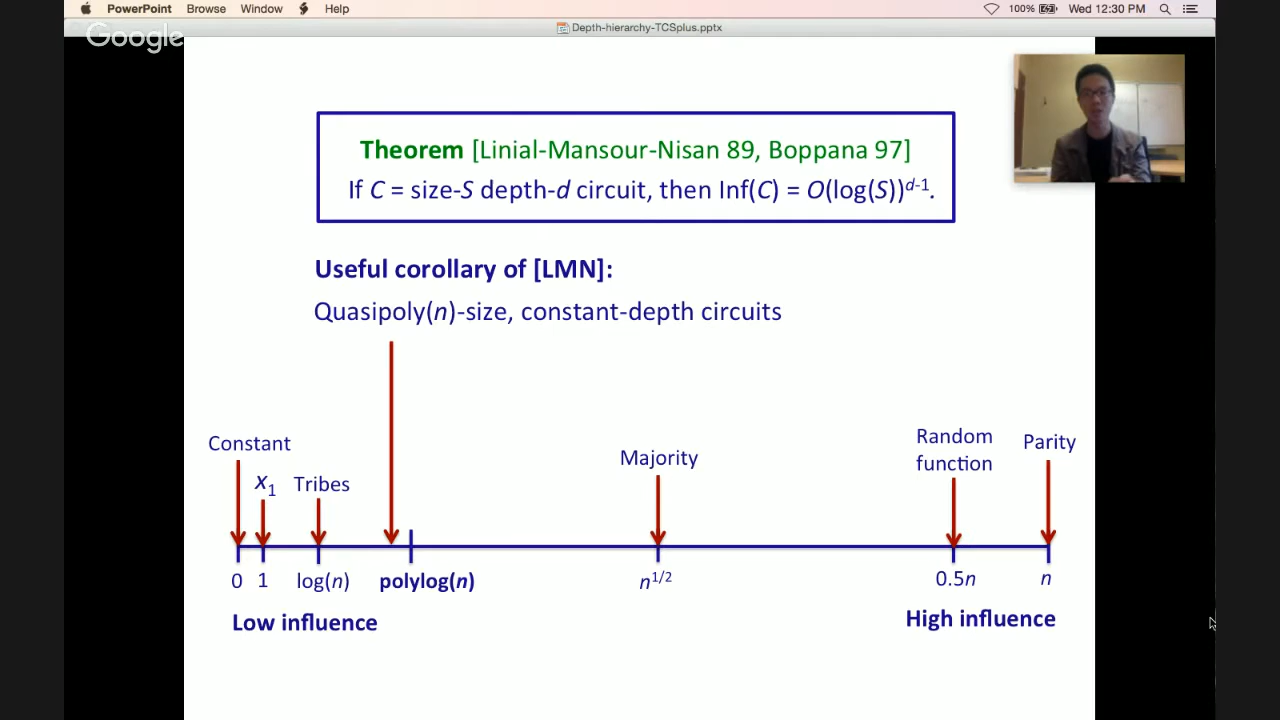 PowerPoint Browse Window Help 100% Wed 12:30 PM
Depth-hierarchy-TCSplus.pptx
Google
Theorem [Linial-Mansour-Nisan 89, Boppana 97]
If C = size-S depth-d circuit, then Inf(C) = O(log(S))^{d-1}.
Useful corollary of [LMN]:
Quasipoly(n)-size, constant-depth circuits
Constant
x₁
Tribes
Majority
Random
function
Parity
0 1 log(n) polylog(n) n^{1/2} 0.5n n
Low influence High influence